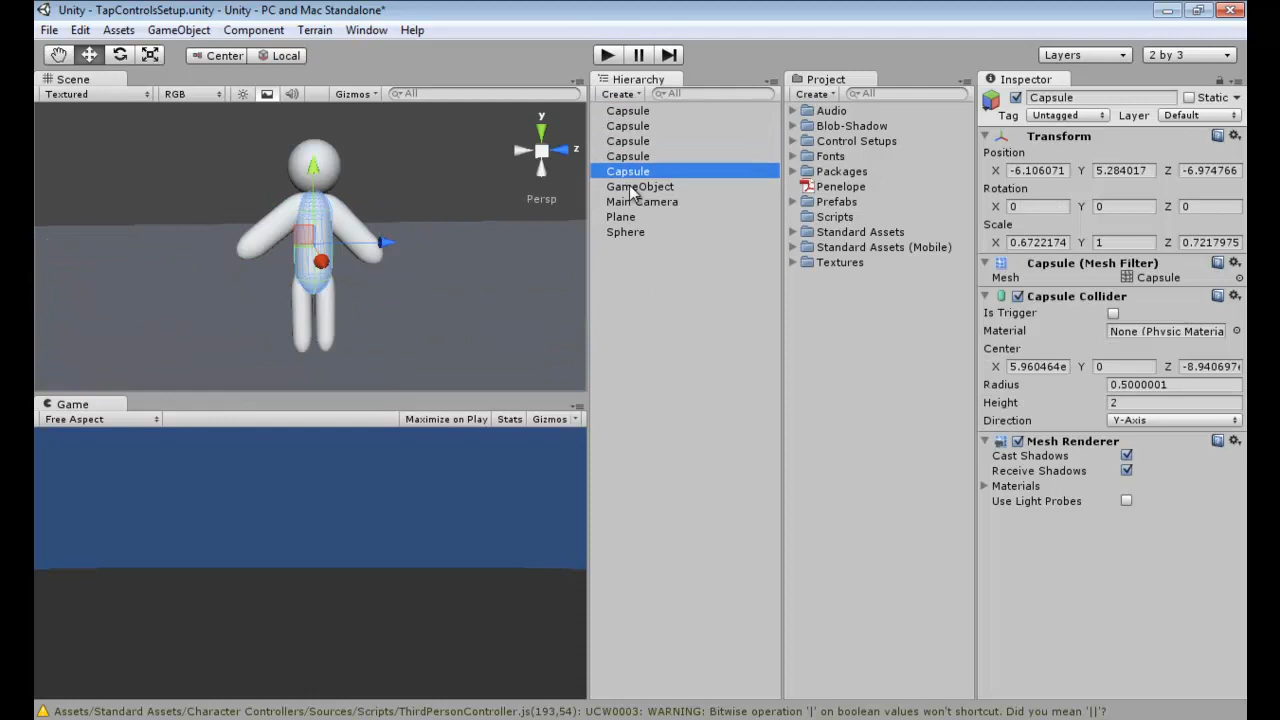 Unity - TapControlsSetup.unity - Unity - PC and Mac Standalone*
File Edit Assets GameObject Component Terrain Window Help
Center Local Layers 2 by 3
Scene
Textured RGB Gizmos All
y
z
Persp
Game
Free Aspect Maximize on Play Stats Gizmos
Hierarchy
Create All
Capsule
Capsule
Capsule
Capsule
Capsule
GameObject
Main Camera
Plane
Sphere
Project
Create All
Audio
Blob-Shadow
Control Setups
Fonts
Packages
Penelope
Prefabs
Scripts
Standard Assets
Standard Assets (Mobile)
Textures
Inspector
Capsule Static
Tag Untagged Layer Default
Transform
Position
X -6.106071 Y 5.284017 Z -6.974766
Rotation
X 0 Y 0 Z 0
Scale
X 0.6722174 Y 1 Z 0.7217975
Capsule (Mesh Filter)
Mesh Capsule
Capsule Collider
Is Trigger
Material None (Physic Materia
Center
X 5.960464e Y 0 Z -8.940697
Radius 0.5000001
Height 2
Direction Y-Axis
Mesh Renderer
Cast Shadows
Receive Shadows
Materials
Use Light Probes
Assets/Standard Assets/Character Controllers/Sources/Scripts/ThirdPersonController.js(193,54): UCW0003: WARNING: Bitwise operation '|' on boolean values won't shortcut. Did you mean '||'?